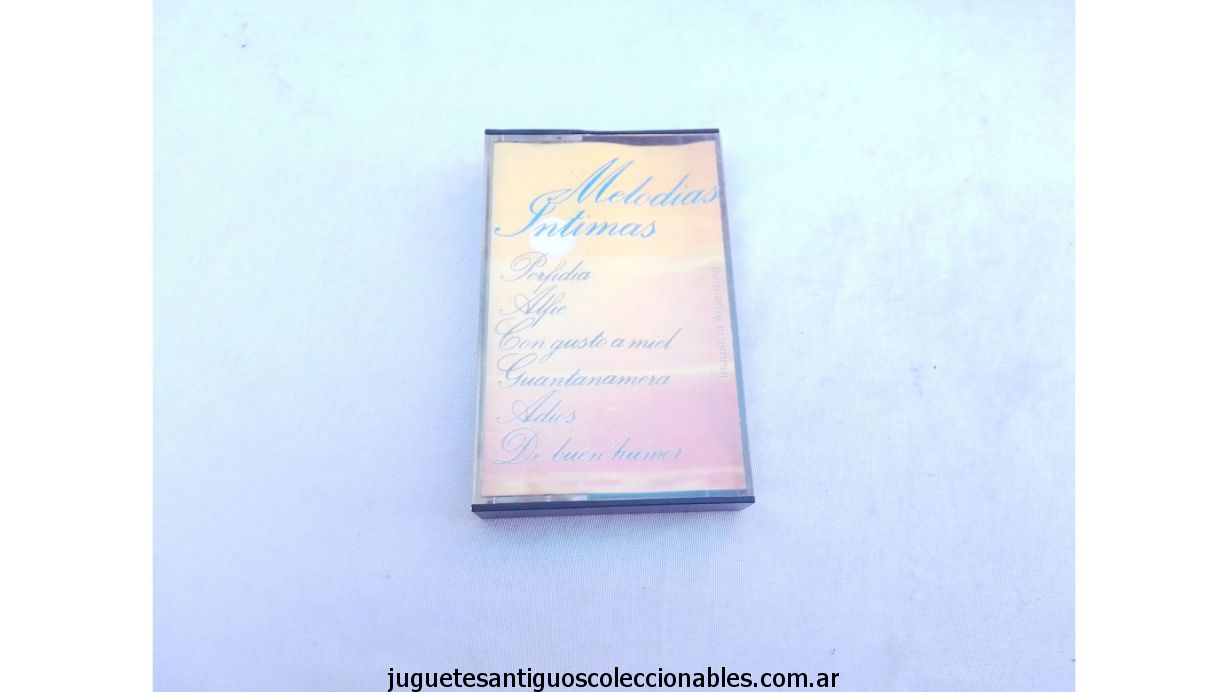 Melodias
Intimas
Perfidia
Alfie
Con gusto a miel
Guantanamera
Adios
De buen humor
Industria Argentina
juguetesantiguoscoleccionables.com.ar